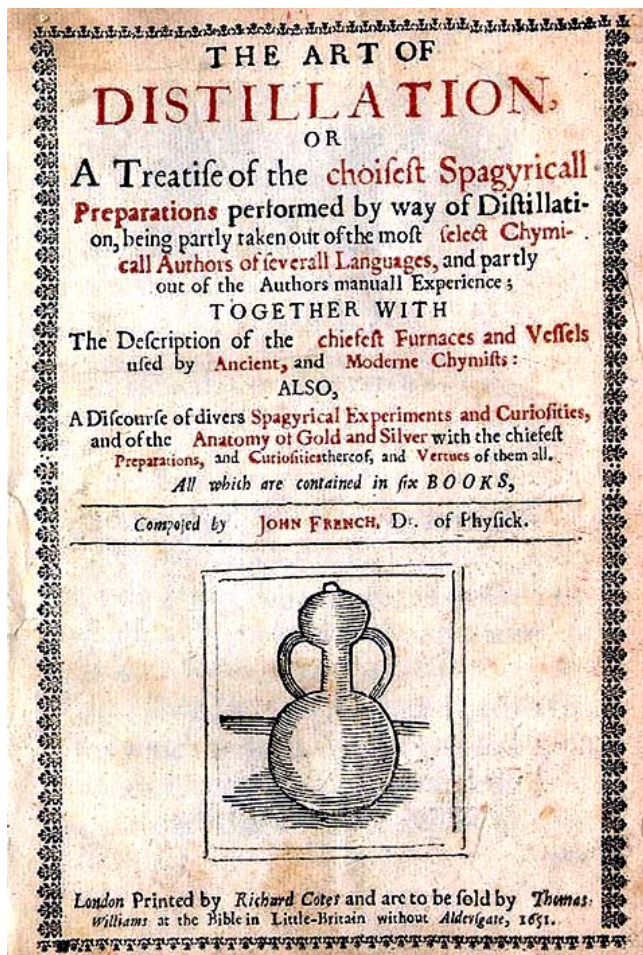 THE ART OF
DISTILLATION,
OR
A Treatiſe of the choiſeſt Spagyricall
Preparations performed by way of Diſtillati-
on, being partly taken out of the moſt ſelect Chymi-
call Authors of ſeverall Languages, and partly
out of the Authors manuall Experience;
TOGETHER WITH
The Deſcription of the chiefeſt Furnaces and Veſſels
uſed by Ancient, and Moderne Chymiſts:
ALSO,
A Diſcourſe of divers Spagyrical Experiments and Curioſities,
and of the Anatomy of Gold and Silver with the chiefeſt
Preparations, and Curioſities thereof, and Vertues of them all.
All which are contained in ſix BOOKS,
Compoſed by JOHN FRENCH, Dr. of Phyſick.
London Printed by Richard Cotes and are to be ſold by Thomas
Williams at the Bible in Little-Britain without Alderſgate, 1651.